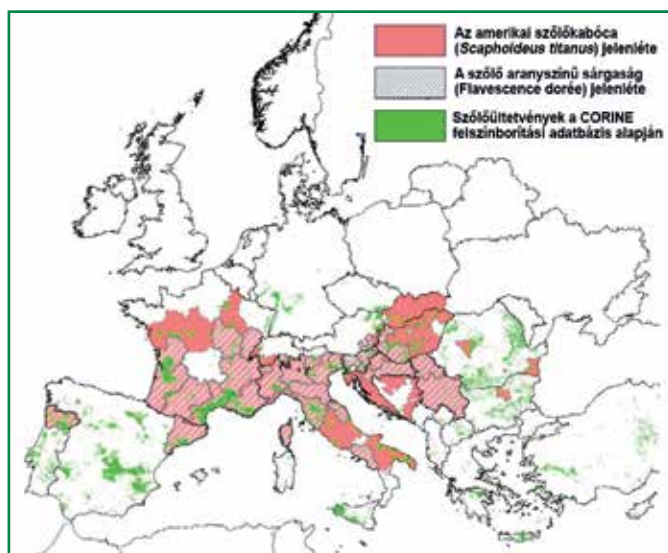 Az amerikai szőlőkabóca
(Scaphoideus titanus) jelenléte
A szőlő aranyszínű sárgaság
(Flavescence dorée) jelenléte
Szőlőültetvények a CORINE
felszínborítási adatbázis alapján